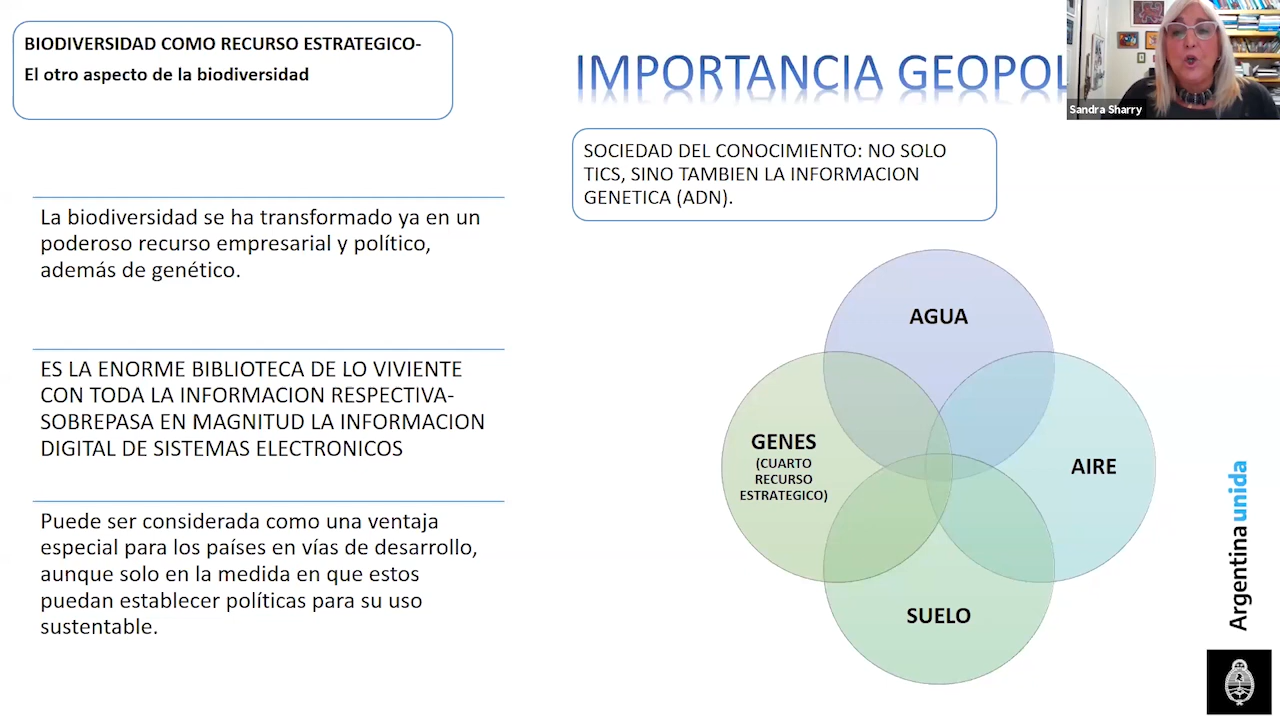 BIODIVERSIDAD COMO RECURSO ESTRATEGICO-
El otro aspecto de la biodiversidad
IMPORTANCIA
Sandra Sharry
SOCIEDAD DEL CONOCIMIENTO: NO SOLO
TICS, SINO TAMBIEN LA INFORMACION
GENETICA (ADN).
La biodiversidad se ha transformado ya en un
poderoso recurso empresarial y político,
además de genético.
ES LA ENORME BIBLIOTECA DE LO VIVIENTE
CON TODA LA INFORMACION RESPECTIVA-
SOBREPASA EN MAGNITUD LA INFORMACION
DIGITAL DE SISTEMAS ELECTRONICOS
Puede ser considerada como una ventaja
especial para los países en vías de desarrollo,
aunque solo en la medida en que estos
puedan establecer políticas para su uso
sustentable.
AGUA
GENES
(CUARTO
RECURSO
ESTRATEGICO)
AIRE
SUELO
Argentina unida